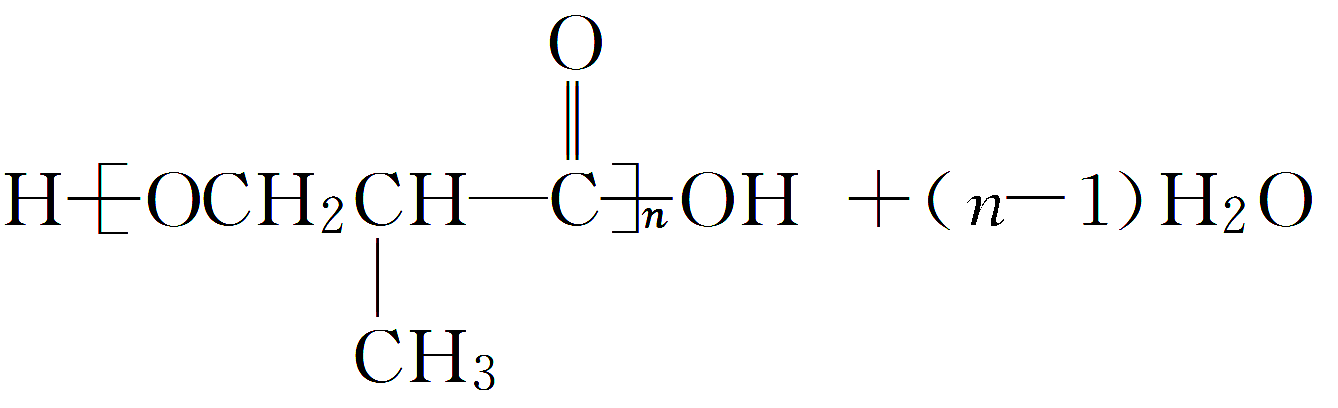 O
‖
H-[OCH₂CH—C]ₙOH +(n-1)H₂O
|
CH₃